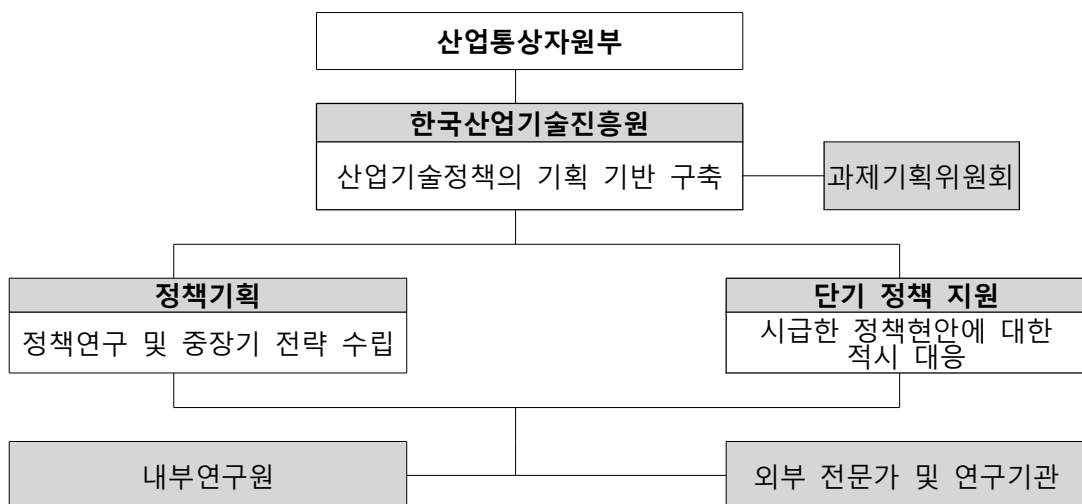 산업통상자원부
한국산업기술진흥원
산업기술정책의 기획 기반 구축
과제기획위원회
정책기획
정책연구 및 중장기 전략 수립
단기 정책 지원
시급한 정책현안에 대한
적시 대응
내부연구원
외부 전문가 및 연구기관